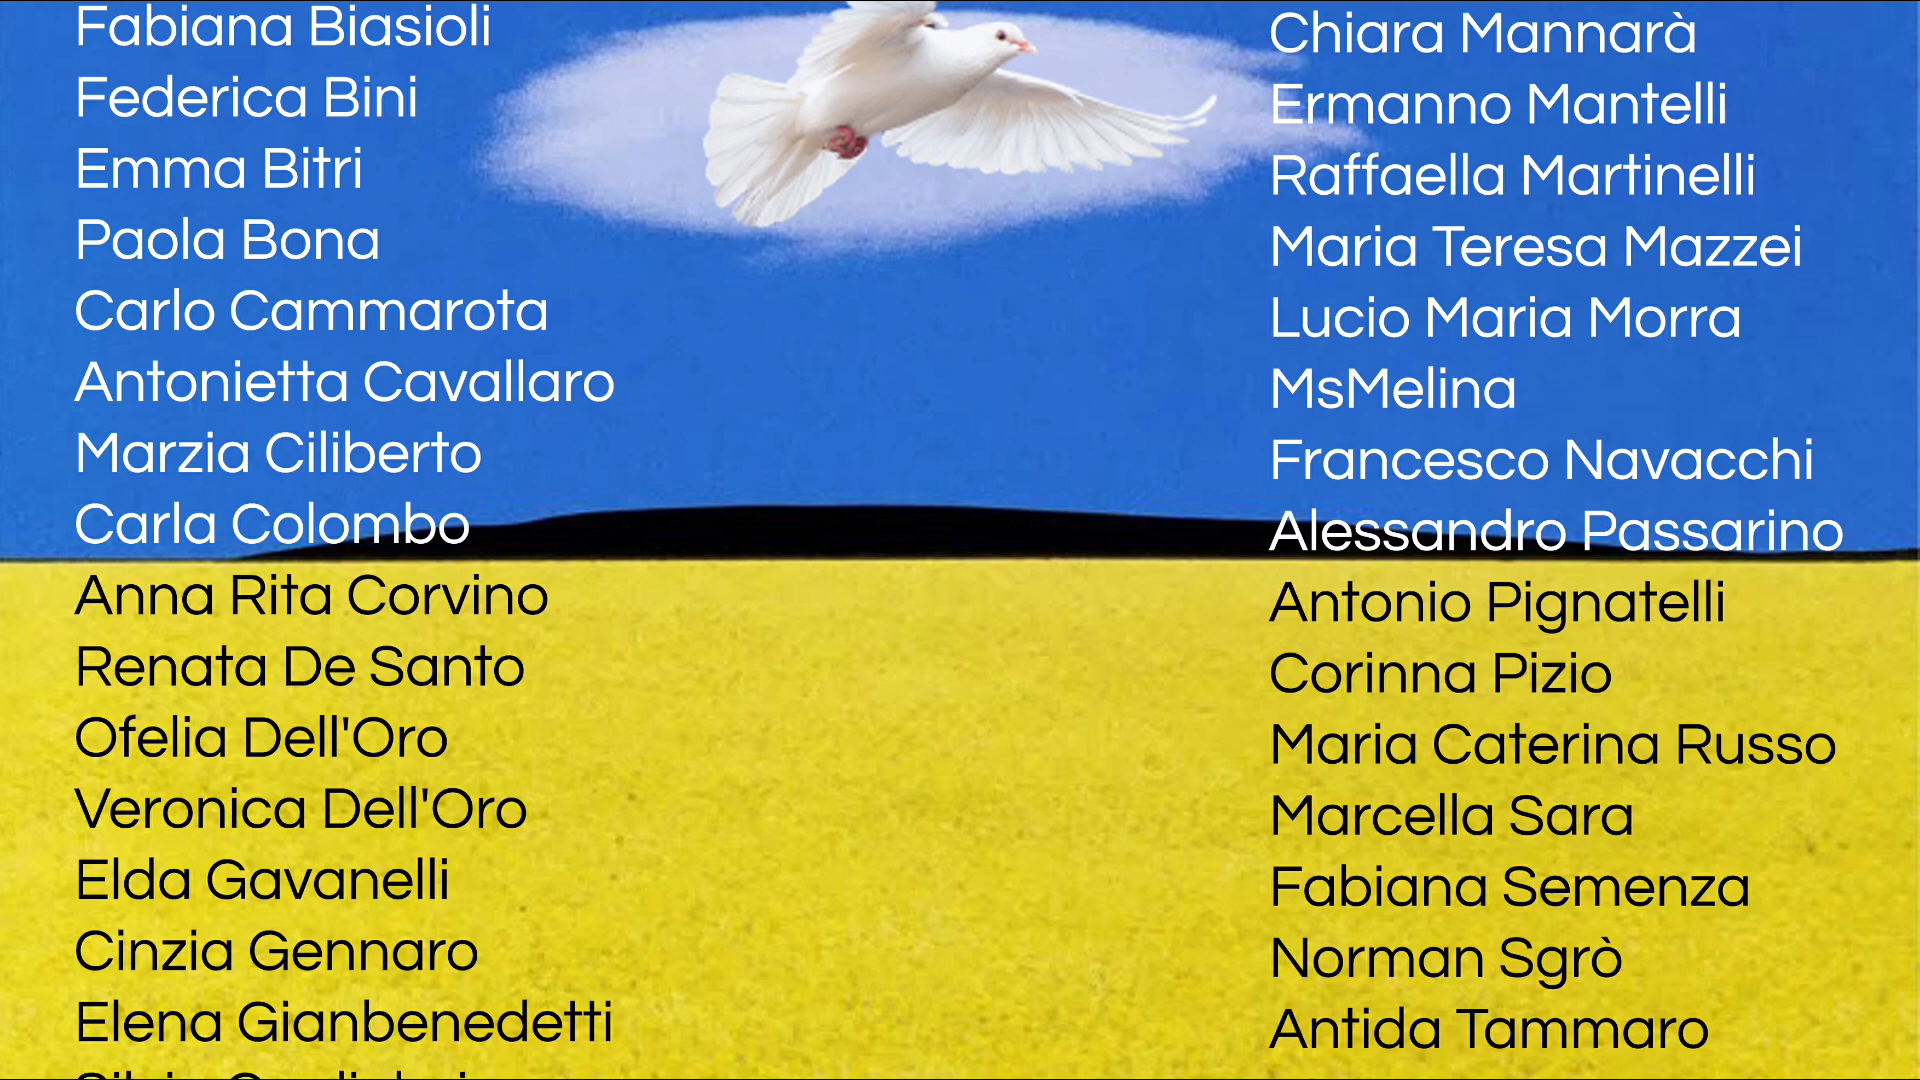 Fabiana Biasioli
Federica Bini
Emma Bitri
Paola Bona
Carlo Cammarota
Antonietta Cavallaro
Marzia Ciliberto
Carla Colombo
Anna Rita Corvino
Renata De Santo
Ofelia Dell'Oro
Veronica Dell'Oro
Elda Gavanelli
Cinzia Gennaro
Elena Gianbenedetti
Chiara Mannarà
Ermanno Mantelli
Raffaella Martinelli
Maria Teresa Mazzei
Lucio Maria Morra
MsMelina
Francesco Navacchi
Alessandro Passarino
Antonio Pignatelli
Corinna Pizio
Maria Caterina Russo
Marcella Sara
Fabiana Semenza
Norman Sgrò
Antida Tammaro